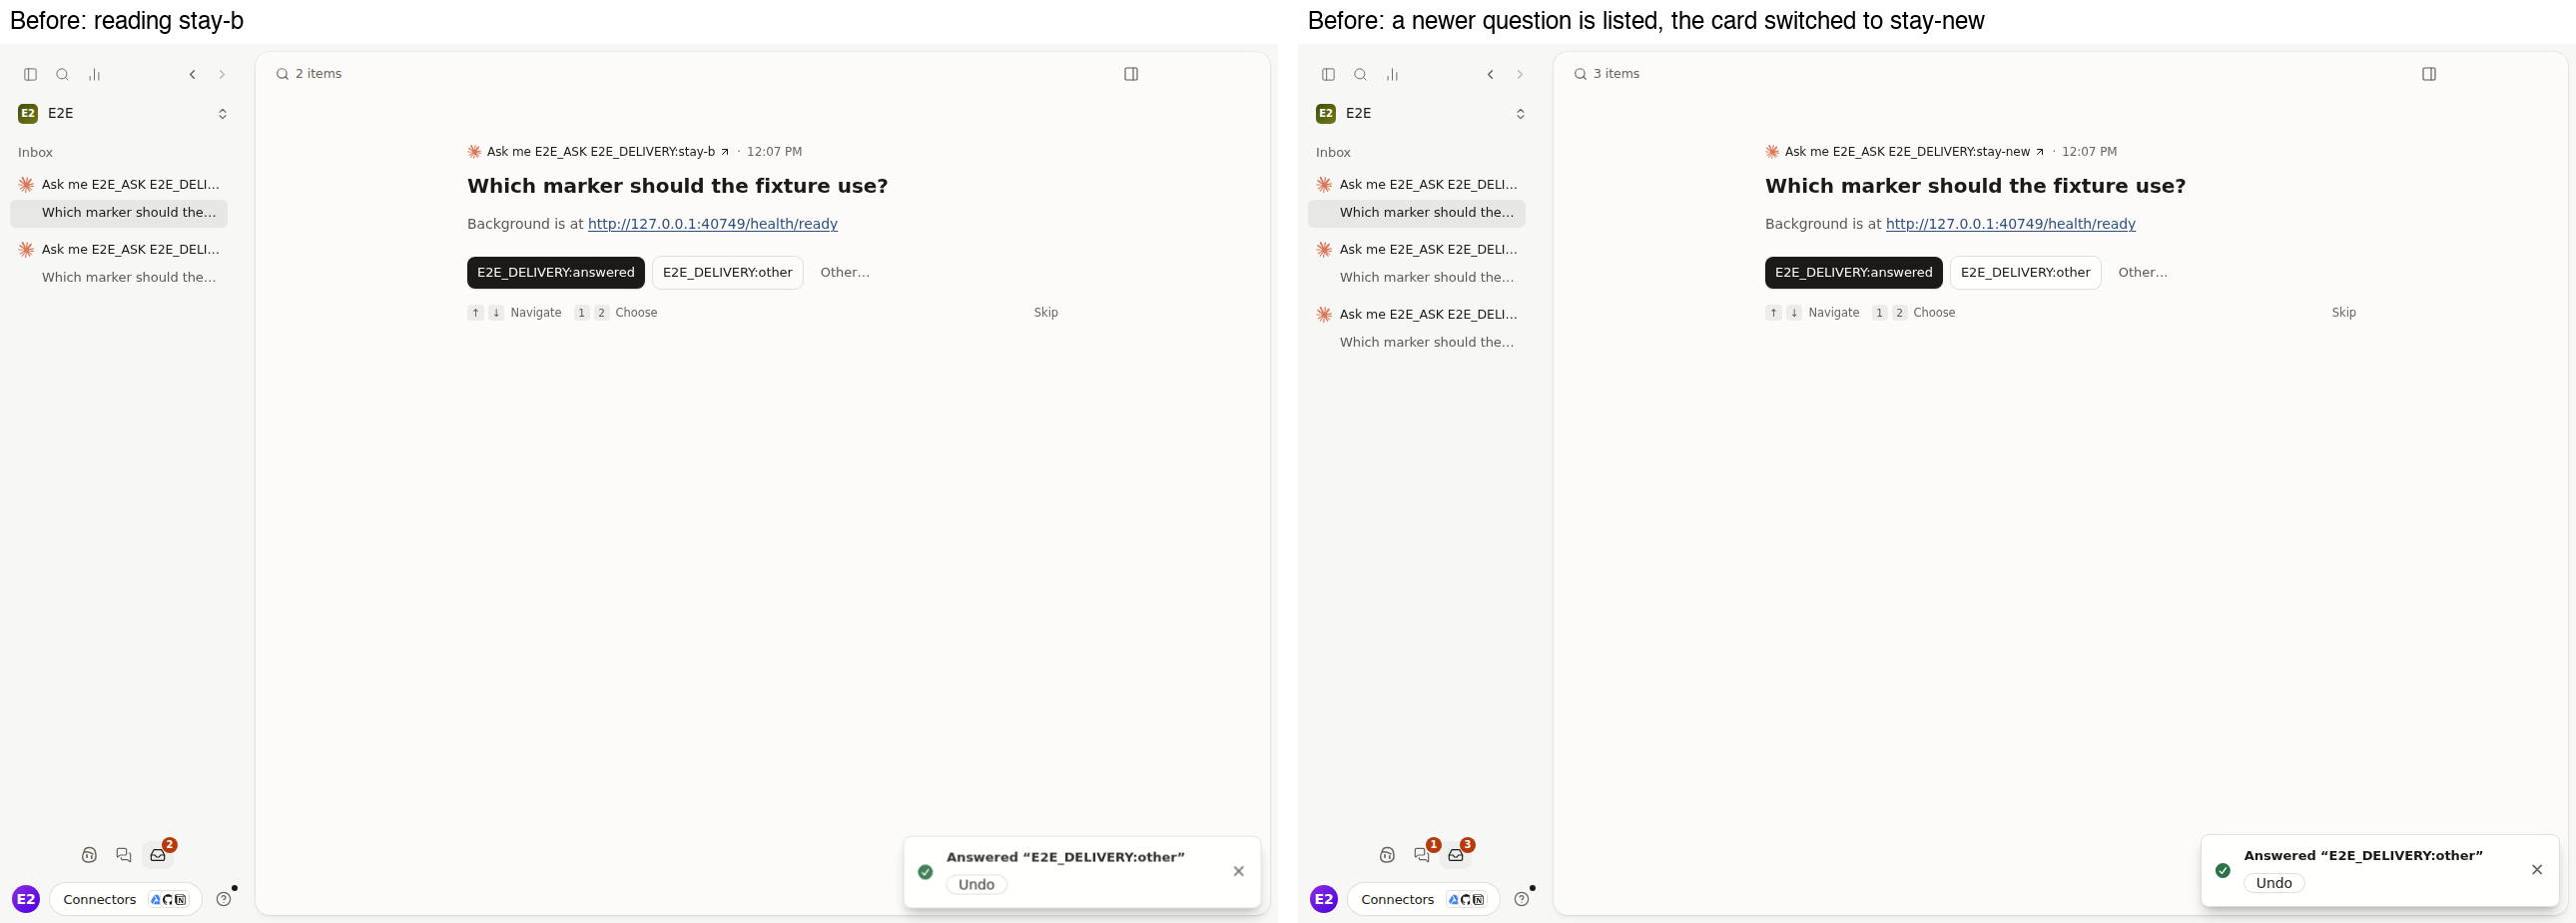 Before: reading stay-b
E2 E2E
Inbox
Ask me E2E_ASK E2E_DELI...
Which marker should the...
Ask me E2E_ASK E2E_DELI...
Which marker should the...
2
E2 Connectors
2 items
Ask me E2E_ASK E2E_DELIVERY:stay-b ↗ · 12:07 PM
Which marker should the fixture use?
Background is at http://127.0.0.1:40749/health/ready
E2E_DELIVERY:answered E2E_DELIVERY:other Other...
↑ ↓ Navigate 1 2 Choose Skip
Answered “E2E_DELIVERY:other”
Undo
Before: a newer question is listed, the card switched to stay-new
E2 E2E
Inbox
Ask me E2E_ASK E2E_DELI...
Which marker should the...
Ask me E2E_ASK E2E_DELI...
Which marker should the...
Ask me E2E_ASK E2E_DELI...
Which marker should the...
1 3
E2 Connectors
3 items
Ask me E2E_ASK E2E_DELIVERY:stay-new ↗ · 12:07 PM
Which marker should the fixture use?
Background is at http://127.0.0.1:40749/health/ready
E2E_DELIVERY:answered E2E_DELIVERY:other Other...
↑ ↓ Navigate 1 2 Choose Skip
Answered “E2E_DELIVERY:other”
Undo